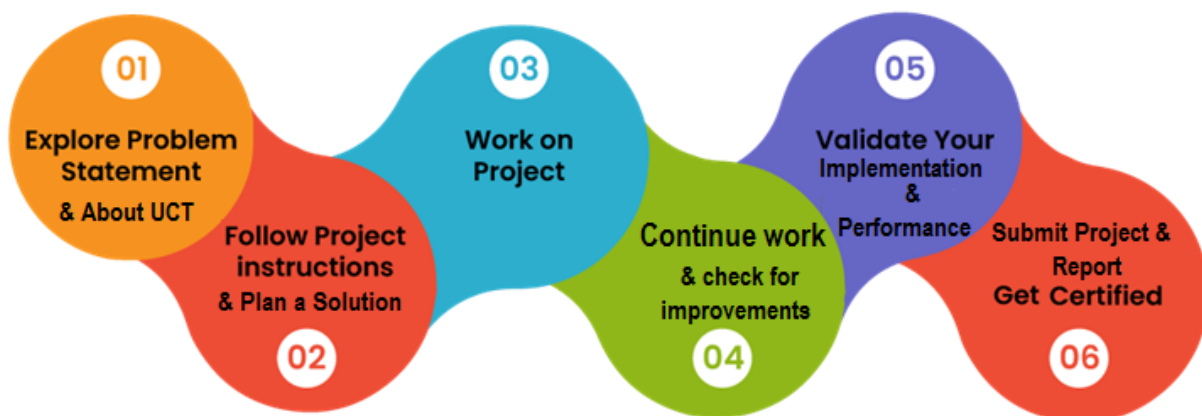 01
Explore Problem
Statement
& About UCT
Follow Project
instructions
& Plan a Solution
02
03
Work on
Project
Continue work
& check for
improvements
04
05
Validate Your
Implementation
&
Performance
Submit Project &
Report
Get Certified
06